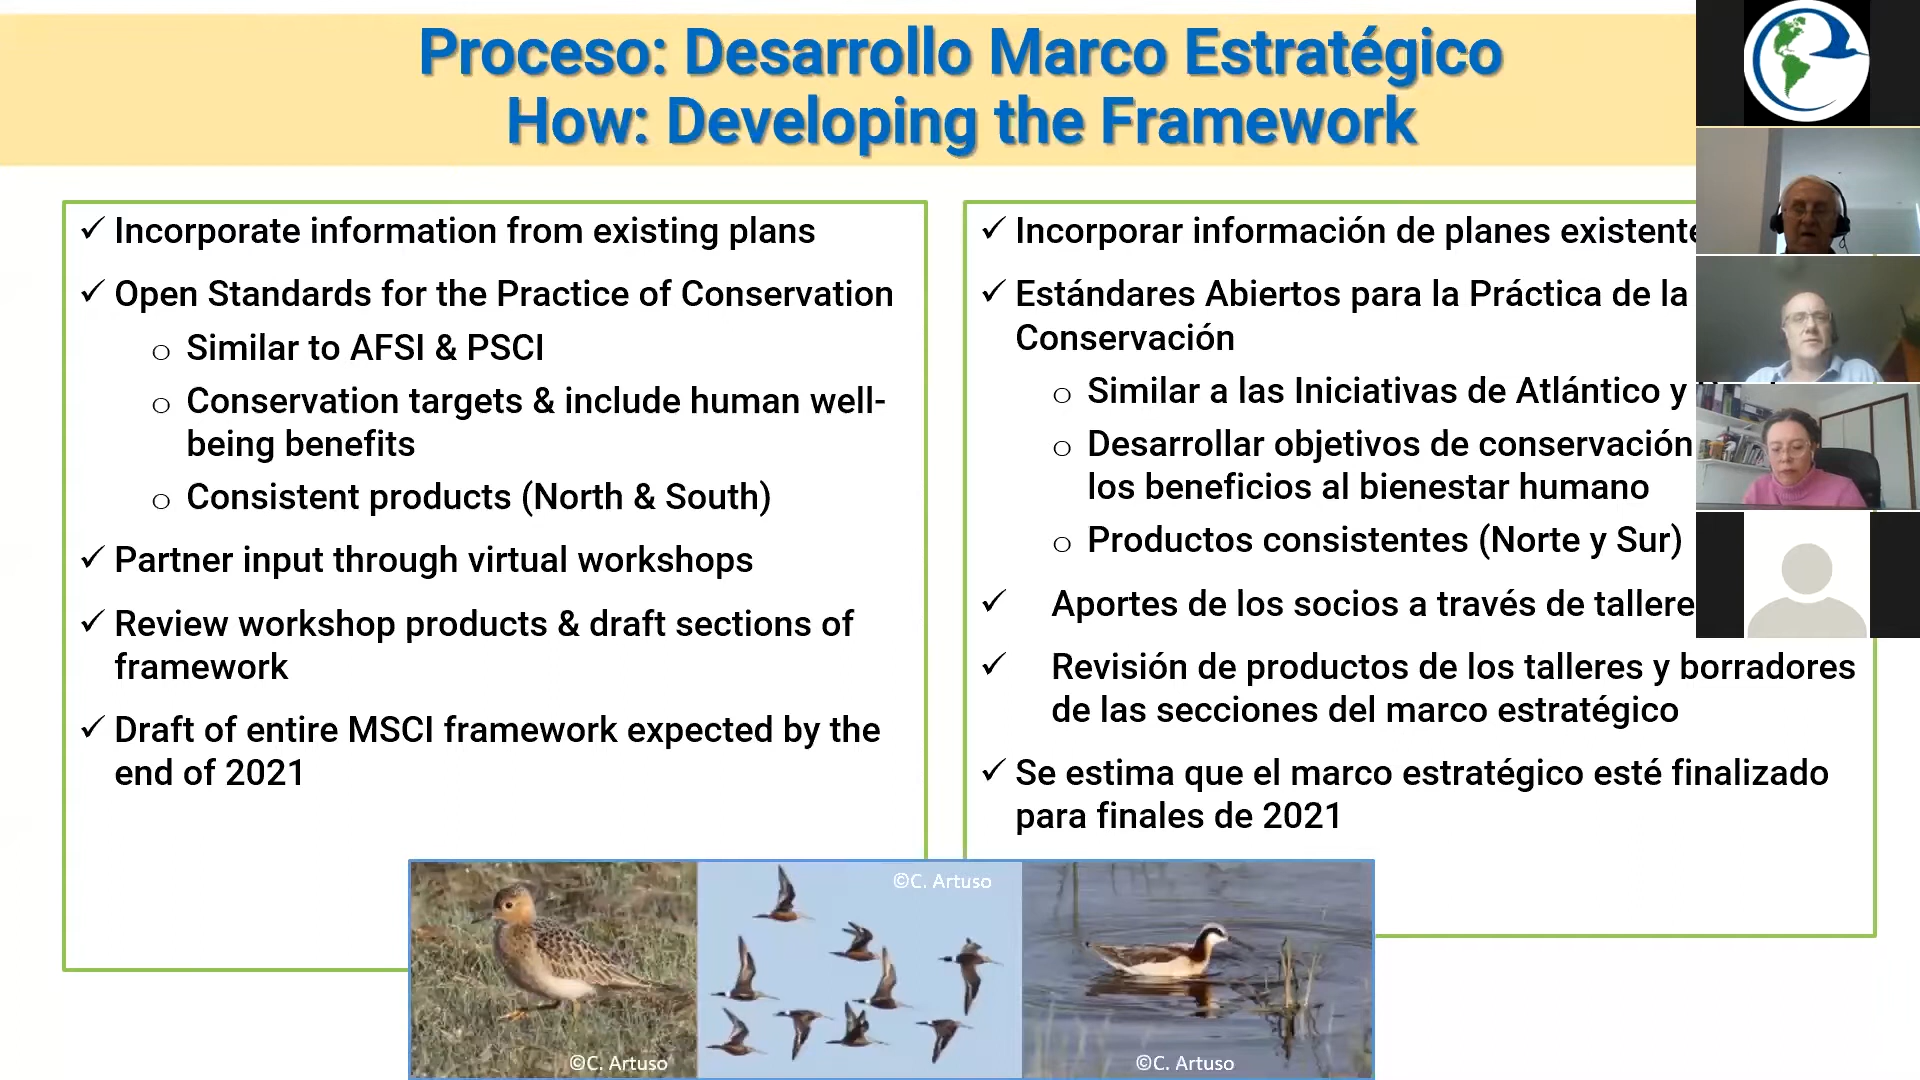 Proceso: Desarrollo Marco Estratégico
How: Developing the Framework
✓ Incorporate information from existing plans
✓ Open Standards for the Practice of Conservation
o Similar to AFSI & PSCI
o Conservation targets & include human well-
being benefits
o Consistent products (North & South)
✓ Partner input through virtual workshops
✓ Review workshop products & draft sections of
framework
✓ Draft of entire MSCI framework expected by the
end of 2021
✓ Incorporar información de planes
✓ Estándares Abiertos para la Práctica de la
Conservación
o Similar a las Iniciativas de Atlántico y
o Desarrollar objetivos de conservación
los beneficios al bienestar humano
o Productos consistentes (Norte y Sur)
✓ Aportes de los socios a través de
✓ Revisión de productos de los talleres y borradores
de las secciones del marco estratégico
✓ Se estima que el marco estratégico esté finalizado
para finales de 2021
©C. Artuso
©C. Artuso
©C. Artuso